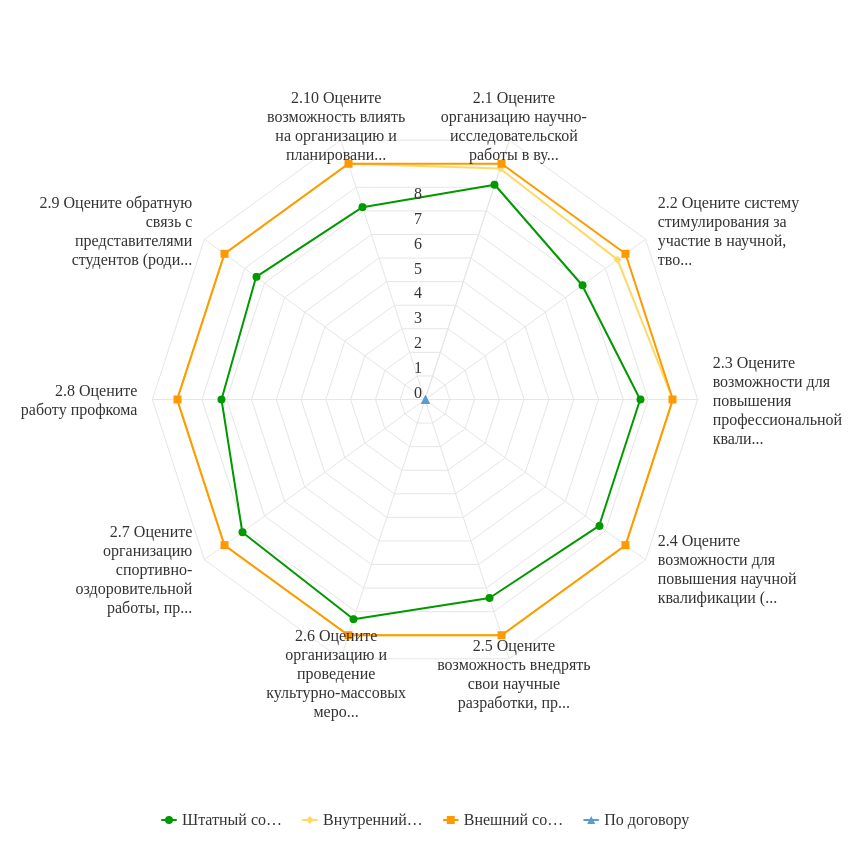 2.10 Оцените
возможность влиять
на организацию и
планировани...
2.1 Оцените
организацию научно-
исследовательской
работы в ву...
2.9 Оцените обратную
связь с
представителями
студентов (роди...
2.2 Оцените систему
стимулирования за
участие в научной,
тво...
8
7
6
5
4
3
2
1
0
2.8 Оцените
работу профкома
2.3 Оцените
возможности для
повышения
профессиональной
квали...
2.7 Оцените
организацию
спортивно-
оздоровительной
работы, пр...
2.4 Оцените
возможности для
повышения научной
квалификации (...
2.6 Оцените
организацию и
проведение
культурно-массовых
меро...
2.5 Оцените
возможность внедрять
свои научные
разработки, пр...
Штатный со... Внутренний... Внешний со... По договору